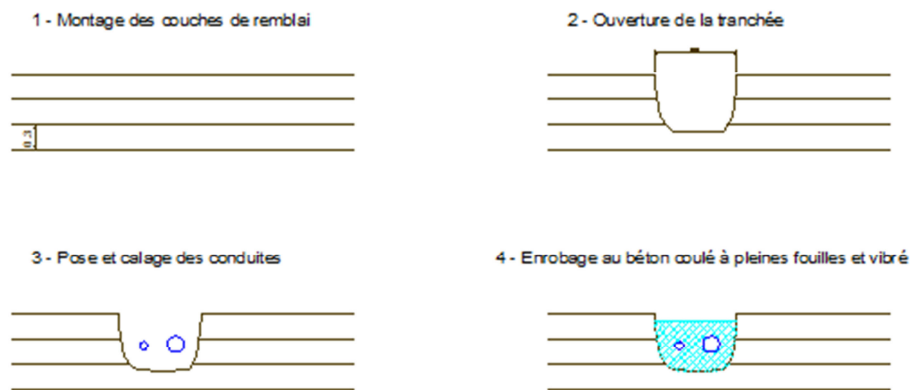 1 - Montage des couches de remblai
2 - Ouverture de la tranchée
0.3
3 - Pose et calage des conduites
4 - Enrobage au béton coulé à pleines fouilles et vibré